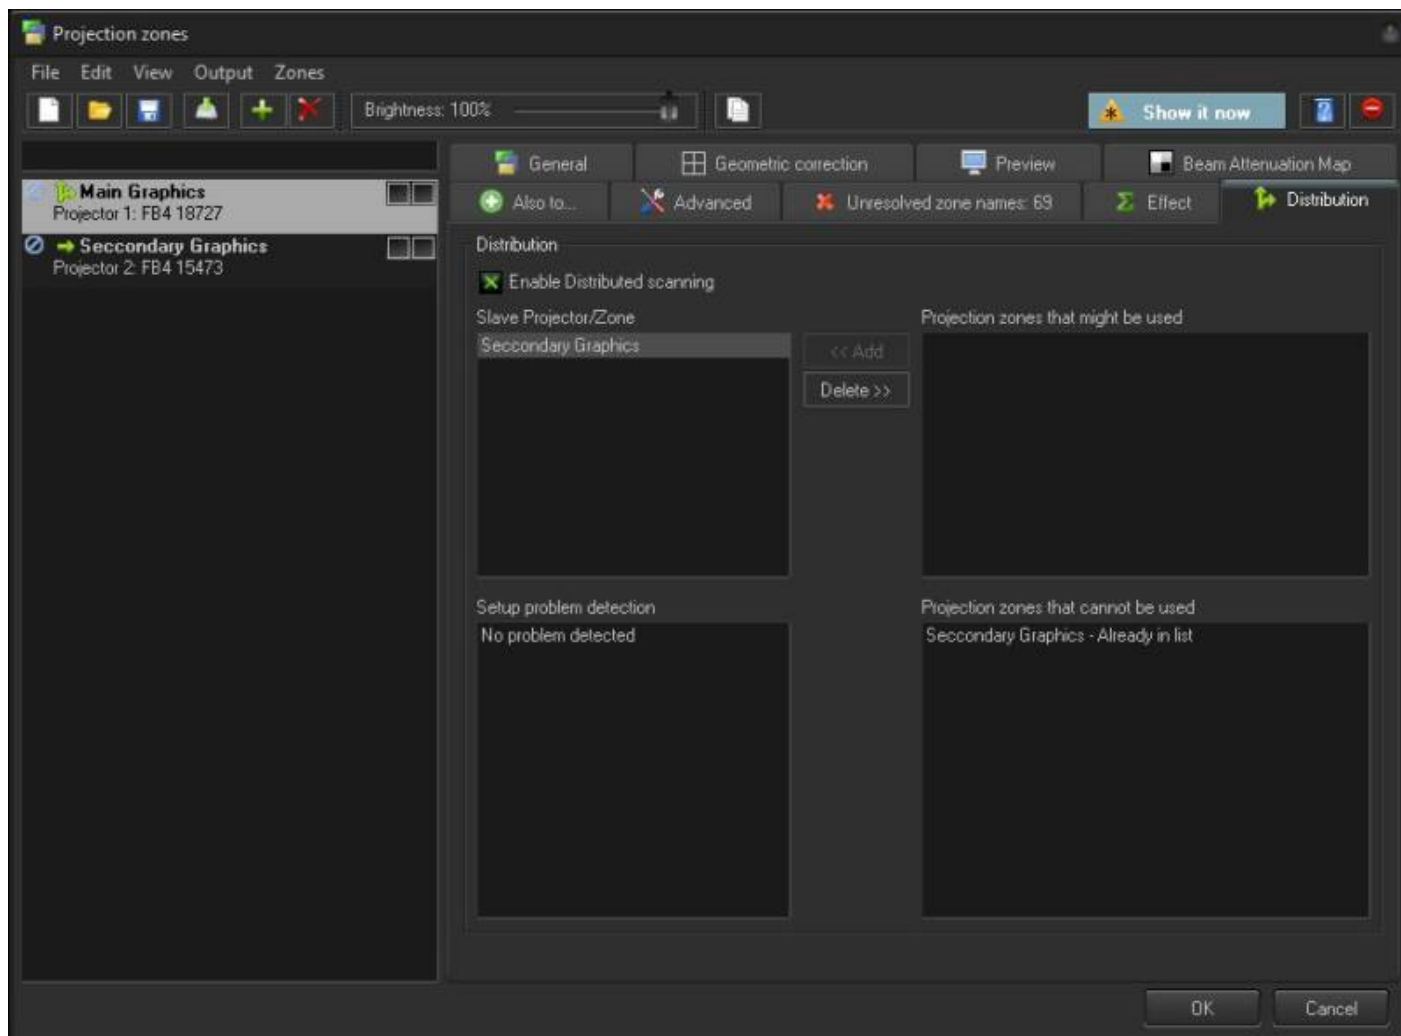 Projection zones
File Edit View Output Zones
Brightness: 100%
Show it now
General Geometric correction Preview Beam Attenuation Map
Also to... Advanced Unresolved zone names: 69 Effect Distribution
Main Graphics
Projector 1: FB4 18727
Seccondary Graphics
Projector 2: FB4 15473
Distribution
Enable Distributed scanning
Slave Projector/Zone
Projection zones that might be used
Seccondary Graphics
<< Add
Delete >>
Setup problem detection
Projection zones that cannot be used
No problem detected
Seccondary Graphics - Already in list
OK Cancel